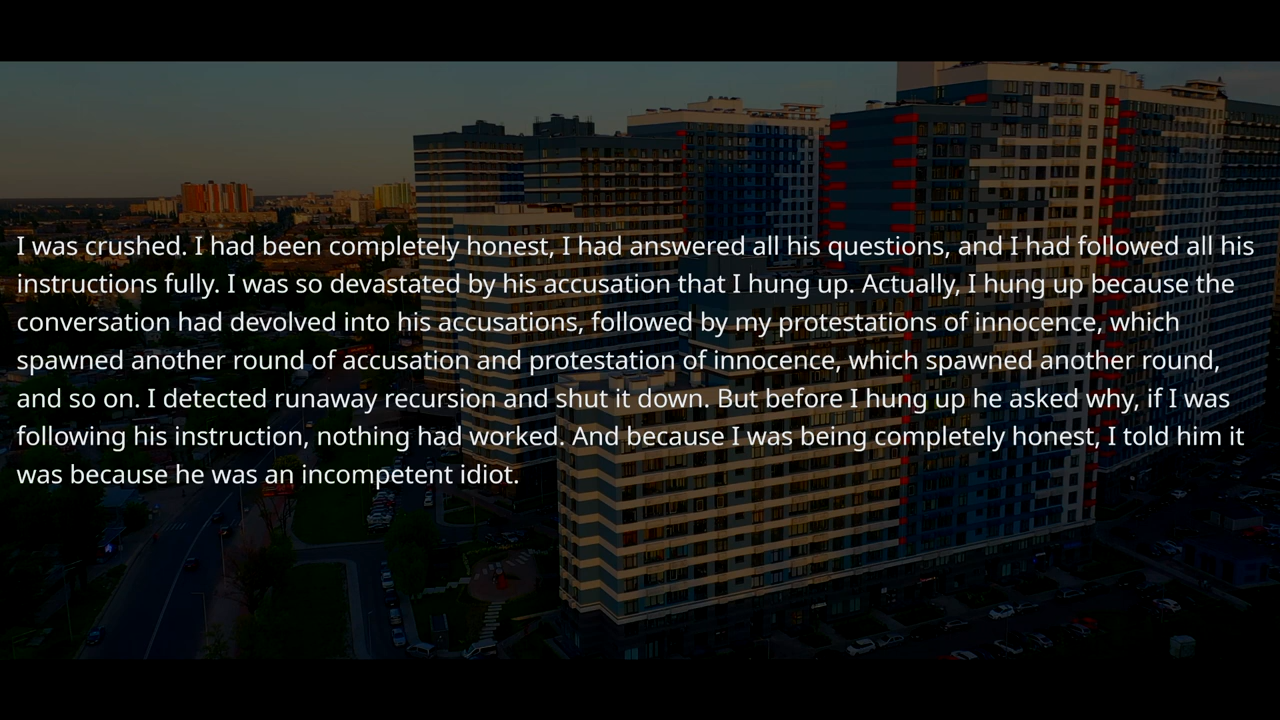 I was crushed. I had been completely honest, I had answered all his questions, and I had followed all his
instructions fully. I was so devastated by his accusation that I hung up. Actually, I hung up because the
conversation had devolved into his accusations, followed by my protestations of innocence, which
spawned another round of accusation and protestation of innocence, which spawned another round,
and so on. I detected runaway recursion and shut it down. But before I hung up he asked why, if I was
following his instruction, nothing had worked. And because I was being completely honest, I told him it
was because he was an incompetent idiot.